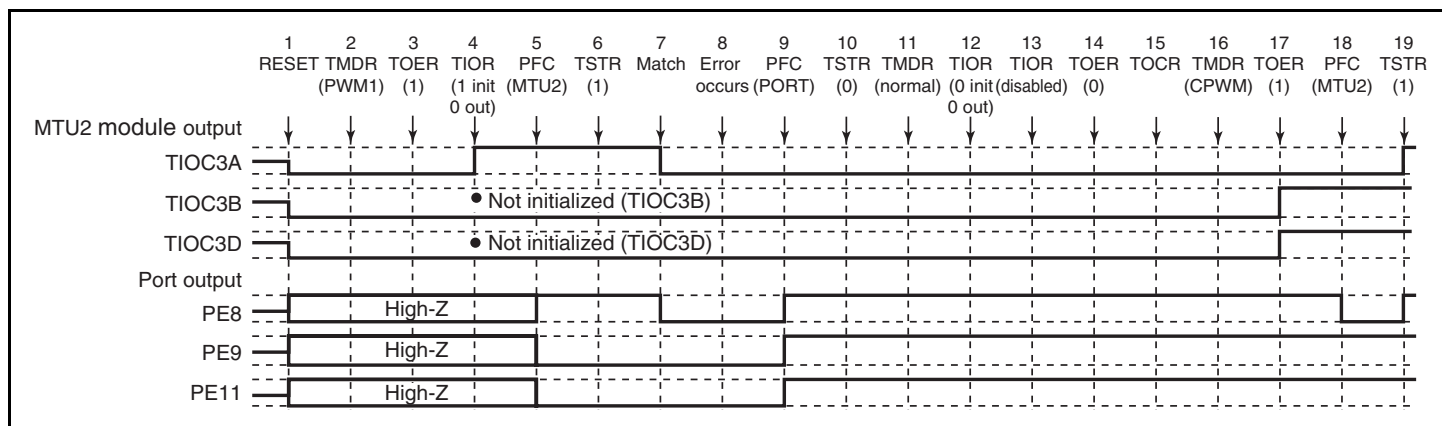 1 2 3 4 5 6 7 8 9 10 11 12 13 14 15 16 17 18 19
RESET TMDR TOER TIOR PFC TSTR Match Error PFC TSTR TMDR TIOR TIOR TOER TOCR TMDR TOER PFC TSTR
(PWM1) (1) (1 init (MTU2) (1) occurs (PORT) (0) (normal) (0 init (disabled) (0) (CPWM) (1) (MTU2) (1)
0 out) 0 out)
MTU2 module output
TIOC3A
TIOC3B • Not initialized (TIOC3B)
TIOC3D • Not initialized (TIOC3D)
Port output
PE8 High-Z
PE9 High-Z
PE11 High-Z